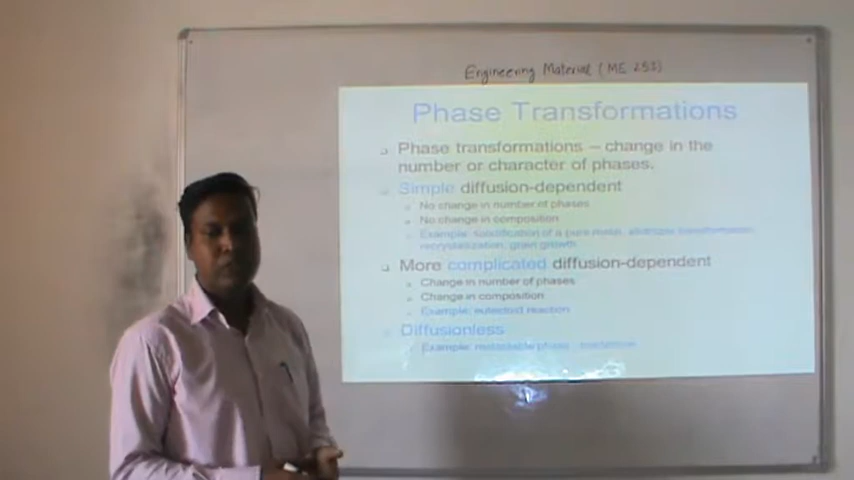 Engineering Material (ME 253)
Phase Transformations
Phase transformations – change in the
number or character of phases.
Simple diffusion-dependent
No change in number of phases
No change in composition
Example: solidification of a pure metal, allotropic transformation,
recrystallization, grain growth
More complicated diffusion-dependent
Change in number of phases
Change in composition
Example: eutectoid reaction
Diffusionless
Example: metastable phase - martensite